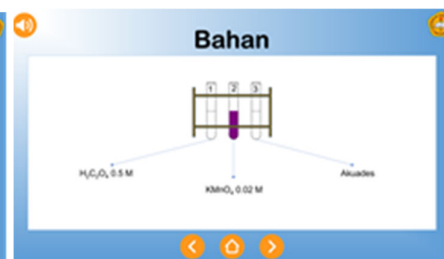 Bahan
1 2 3
H₂C₂O₄ 0.5 M
KMnO₄ 0.02 M
Akuades